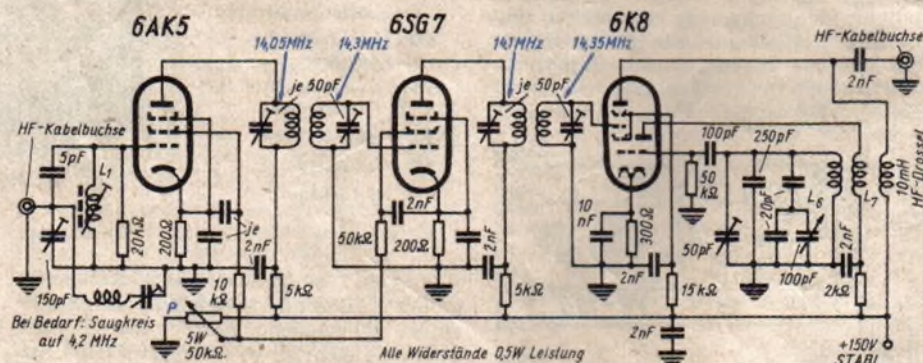 6AK5
6SG7
6K8
14,05MHz
14,3MHz
14,1MHz
14,35MHz
HF-Kabelbuchse
2nF
je 50pF
je 50pF
HF-Kabelbuchse
5pF
L1
100pF
250pF
10mH
HF-Drossel
50
kΩ
20pF
L6
L7
20kΩ
200Ω
je
2nF
50kΩ
2nF
200Ω
2nF
10
nF
300Ω
50pF
100pF
2nF
150pF
10
kΩ
5kΩ
5kΩ
2nF
15kΩ
2kΩ
Bei Bedarf: Saugkreis
auf 4,2 MHz
P
5W
50kΩ
Alle Widerstände 0,5W Leistung
2nF
+150V
STABI